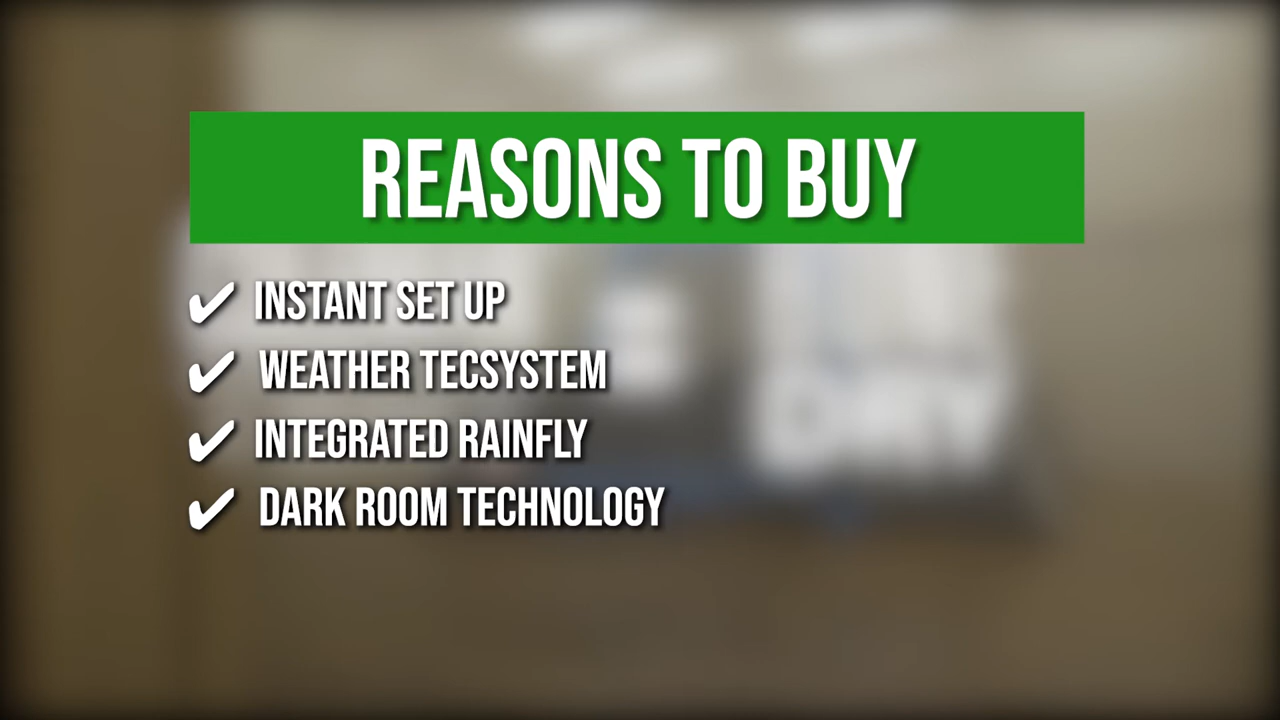 REASONS TO BUY
✔ INSTANT SET UP
✔ WEATHER TECSYSTEM
✔ INTEGRATED RAINFLY
✔ DARK ROOM TECHNOLOGY